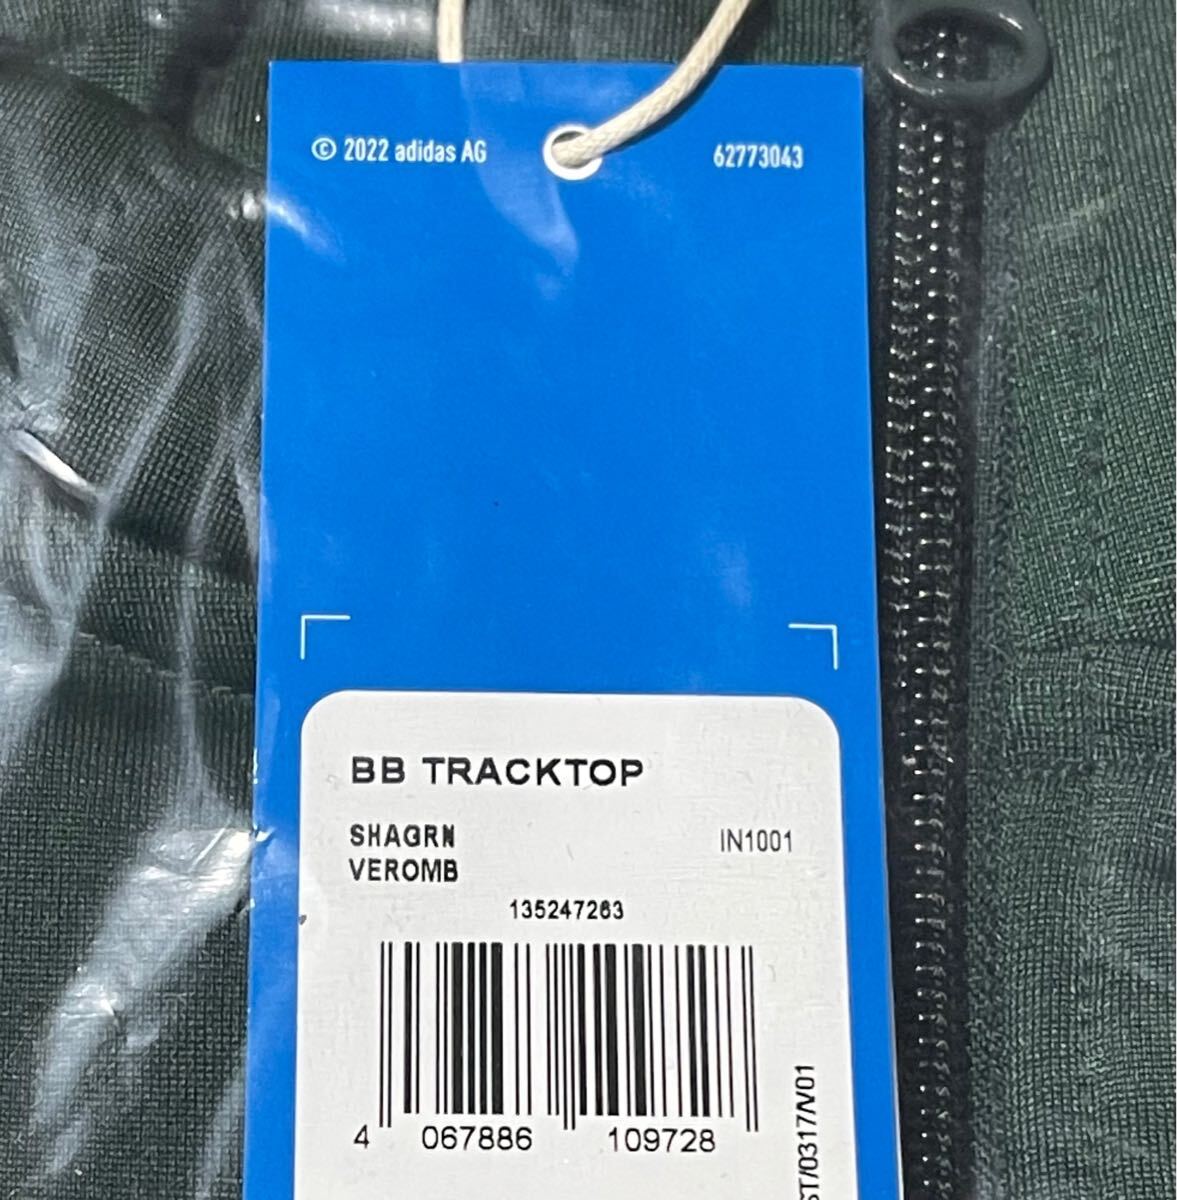 © 2022 adidas AG
62773043
BB TRACKTOP
SHAGRN
IN1001
VEROMB
135247263
4 067886 109728
ST/0317/V01